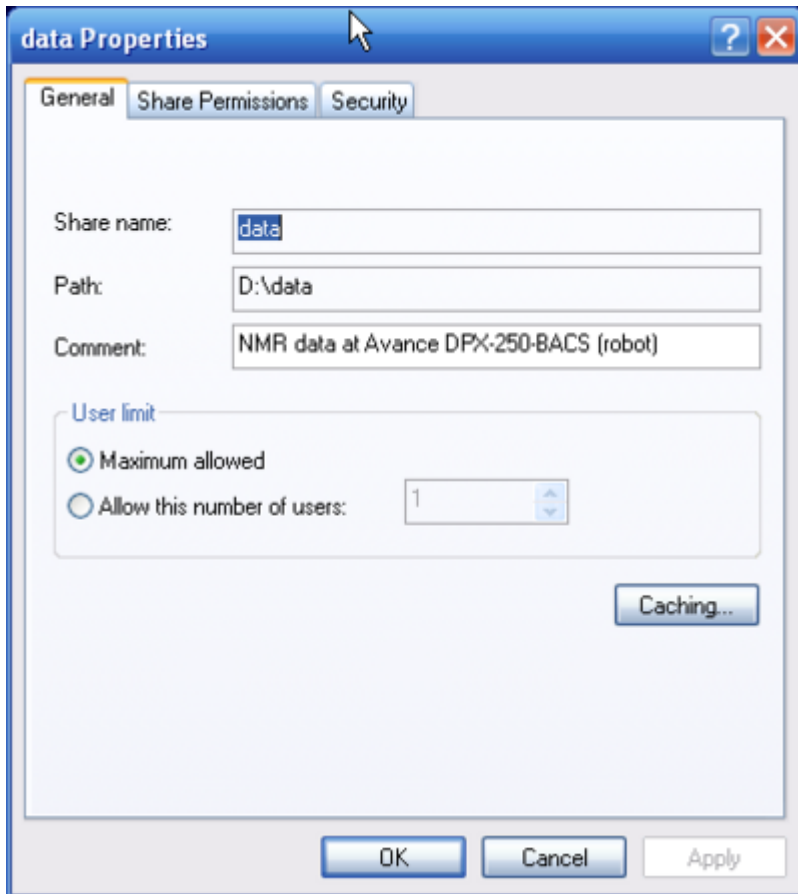 data Properties
General Share Permissions Security
Share name: data
Path: D:\data
Comment: NMR data at Avance DPX-250-BACS (robot)
User limit
Maximum allowed
Allow this number of users: 1
Caching...
OK Cancel Apply